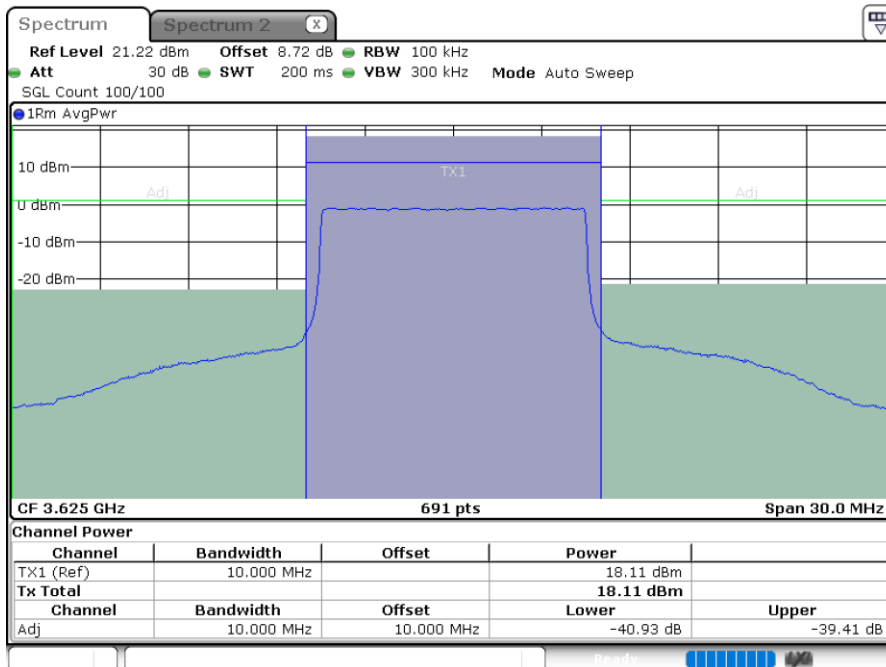 Spectrum Spectrum 2 X
Ref Level 21.22 dBm Offset 8.72 dB RBW 100 kHz
Att 30 dB SWT 200 ms VBW 300 kHz Mode Auto Sweep
SGL Count 100/100
1Rm AvgPwr
10 dBm
TX1
Adj Adj
0 dBm
-10 dBm
-20 dBm
CF 3.625 GHz 691 pts Span 30.0 MHz
Channel Power
Channel Bandwidth Offset Power
TX1 (Ref) 10.000 MHz 18.11 dBm
Tx Total 18.11 dBm
Channel Bandwidth Offset Lower Upper
Adj 10.000 MHz 10.000 MHz -40.93 dB -39.41 dB
Ready